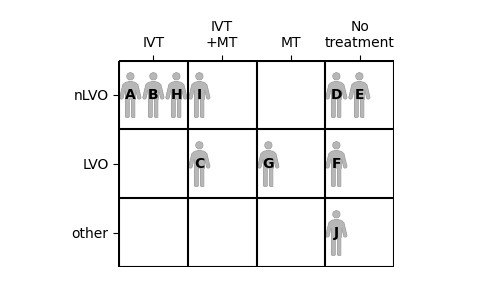 IVT
IVT
+MT
MT
No
treatment
nLVO
A B H I D E
LVO
C G F
other
J